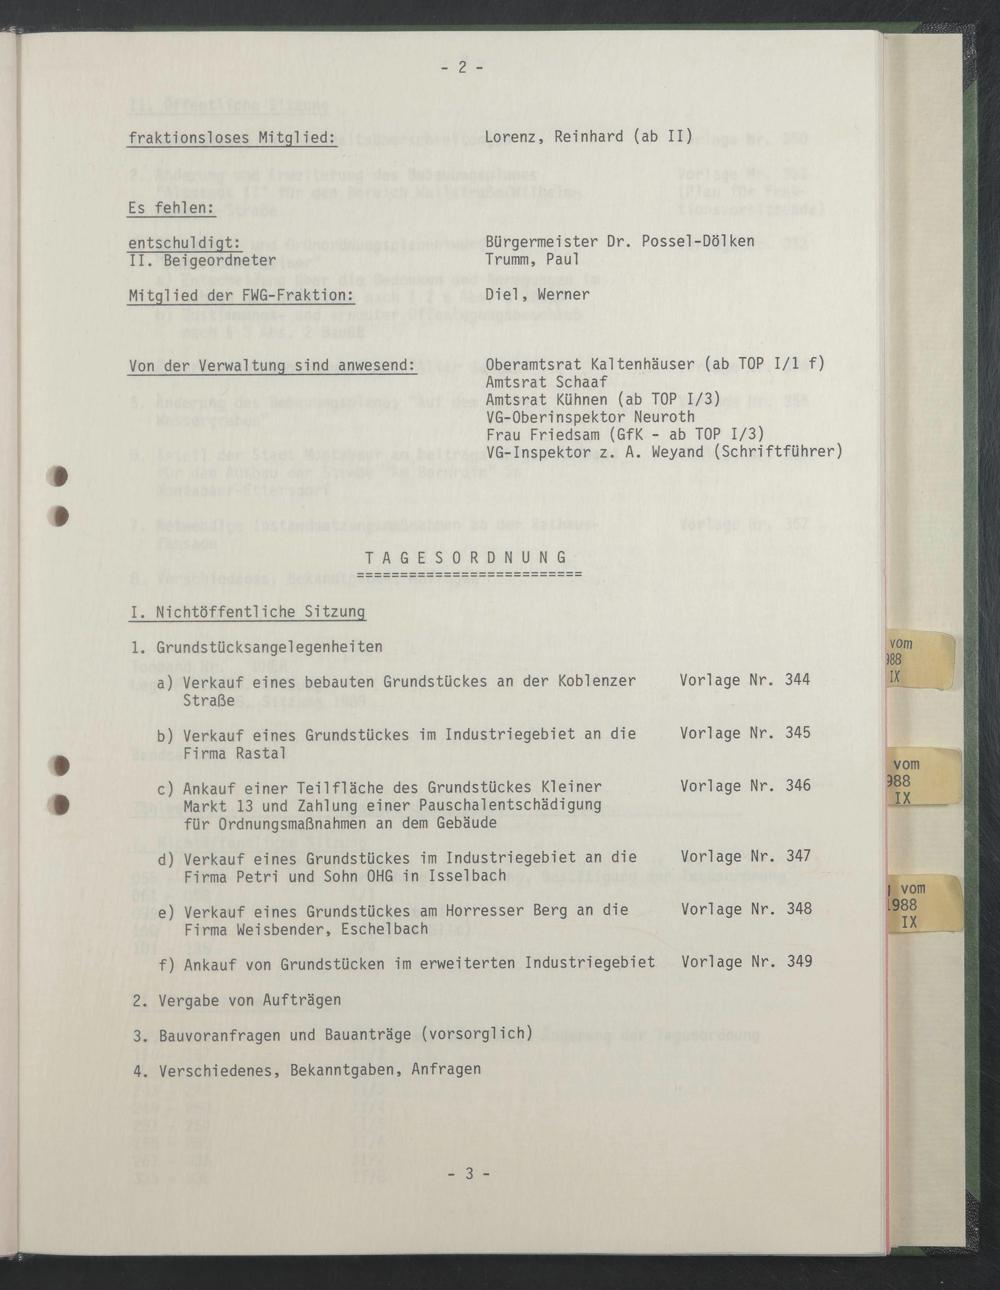 - 2 -
fraktionsloses Mitglied: Lorenz, Reinhard (ab II)
Es fehlen:
entschuldigt: Bürgermeister Dr. Possel-Dölken
II. Beigeordneter Trumm, Paul
Mitglied der FWG-Fraktion: Diel, Werner
Von der Verwaltung sind anwesend: Oberamtsrat Kaltenhäuser (ab TOP I/1 f)
Amtsrat Schaaf
Amtsrat Kühnen (ab TOP I/3)
VG-Oberinspektor Neuroth
Frau Friedsam (GfK - ab TOP I/3)
VG-Inspektor z. A. Weyand (Schriftführer)
T A G E S O R D N U N G
==========================
I. Nichtöffentliche Sitzung
1. Grundstücksangelegenheiten
a) Verkauf eines bebauten Grundstückes an der Koblenzer Vorlage Nr. 344
Straße
b) Verkauf eines Grundstückes im Industriegebiet an die Vorlage Nr. 345
Firma Rastal
c) Ankauf einer Teilfläche des Grundstückes Kleiner Vorlage Nr. 346
Markt 13 und Zahlung einer Pauschalentschädigung
für Ordnungsmaßnahmen an dem Gebäude
d) Verkauf eines Grundstückes im Industriegebiet an die Vorlage Nr. 347
Firma Petri und Sohn OHG in Isselbach
e) Verkauf eines Grundstückes am Horresser Berg an die Vorlage Nr. 348
Firma Weisbender, Eschelbach
f) Ankauf von Grundstücken im erweiterten Industriegebiet Vorlage Nr. 349
2. Vergabe von Aufträgen
3. Bauvoranfragen und Bauanträge (vorsorglich)
4. Verschiedenes, Bekanntgaben, Anfragen
- 3 -
vom
988
IX
vom
988
IX
vom
1988
IX